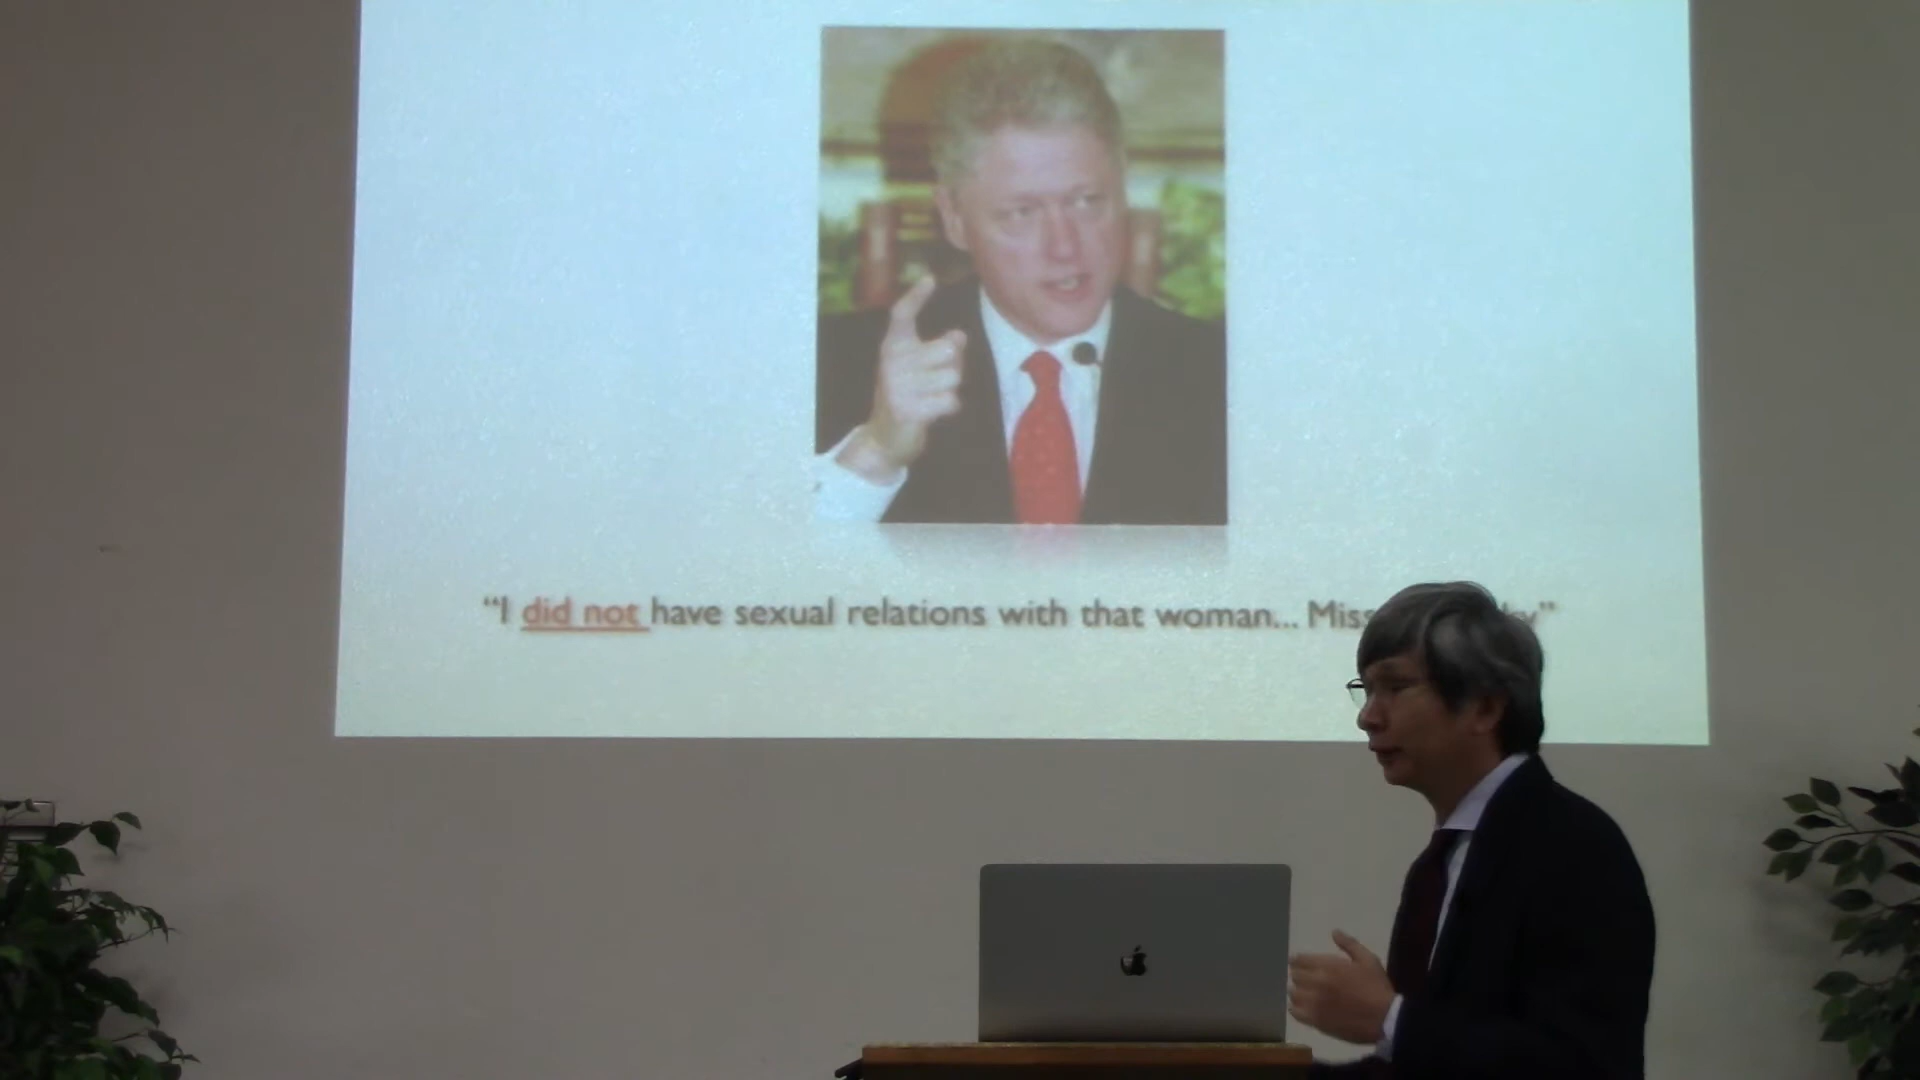 “I did not have sexual relations with that woman... Miss